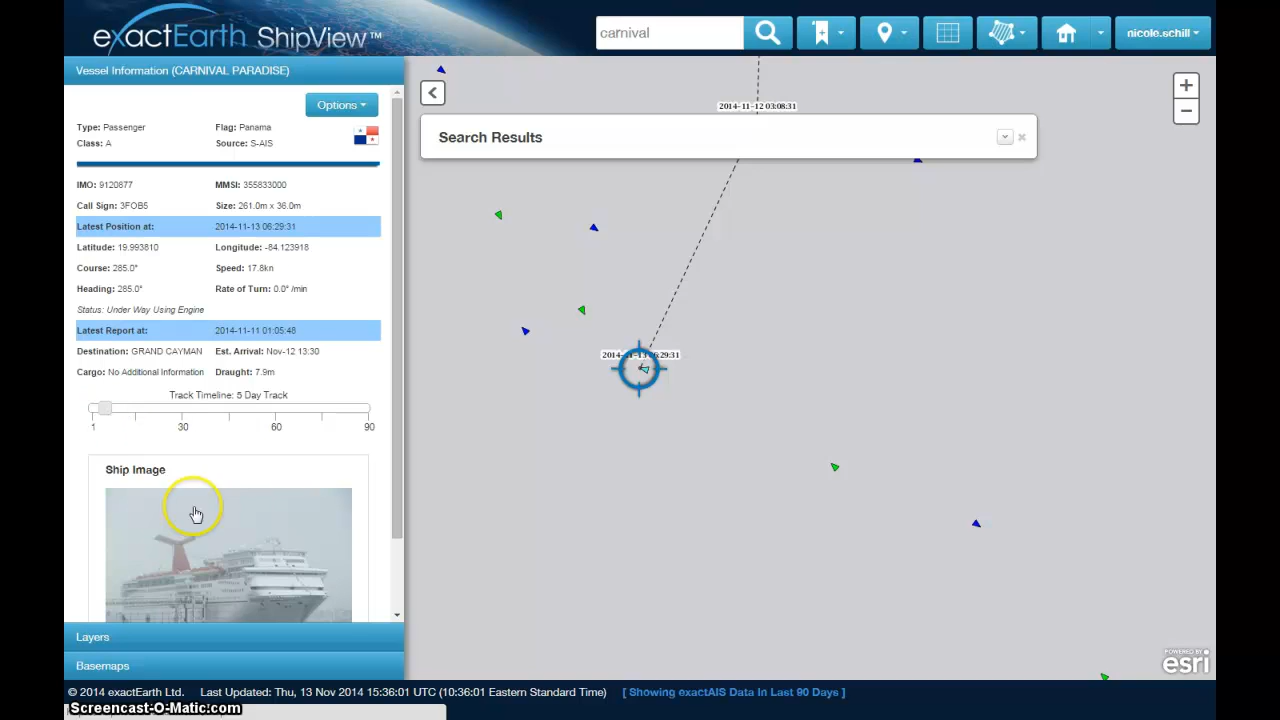 exactEarth ShipView™
carnival
nicole.schill
Vessel Information (CARNIVAL PARADISE)
Options
Type: Passenger
Flag: Panama
Class: A
Source: S-AIS
IMO: 9120877
MMSI: 355833000
Call Sign: 3FOB5
Size: 261.0m x 36.0m
Latest Position at:
2014-11-13 06:29:31
Latitude: 19.993810
Longitude: -84.123918
Course: 285.0°
Speed: 17.8kn
Heading: 285.0°
Rate of Turn: 0.0° /min
Status: Under Way Using Engine
Latest Report at:
2014-11-11 01:05:48
Destination: GRAND CAYMAN
Est. Arrival: Nov-12 13:30
Cargo: No Additional Information
Draught: 7.9m
Track Timeline: 5 Day Track
1 30 60 90
Ship Image
Layers
Basemaps
2014-11-12 03:08:31
Search Results
2014-11-13 06:29:31
POWERED BY
esri
© 2014 exactEarth Ltd. Last Updated: Thu, 13 Nov 2014 15:36:01 UTC (10:36:01 Eastern Standard Time) [ Showing exactAIS Data In Last 90 Days ]
Screencast-O-Matic.com